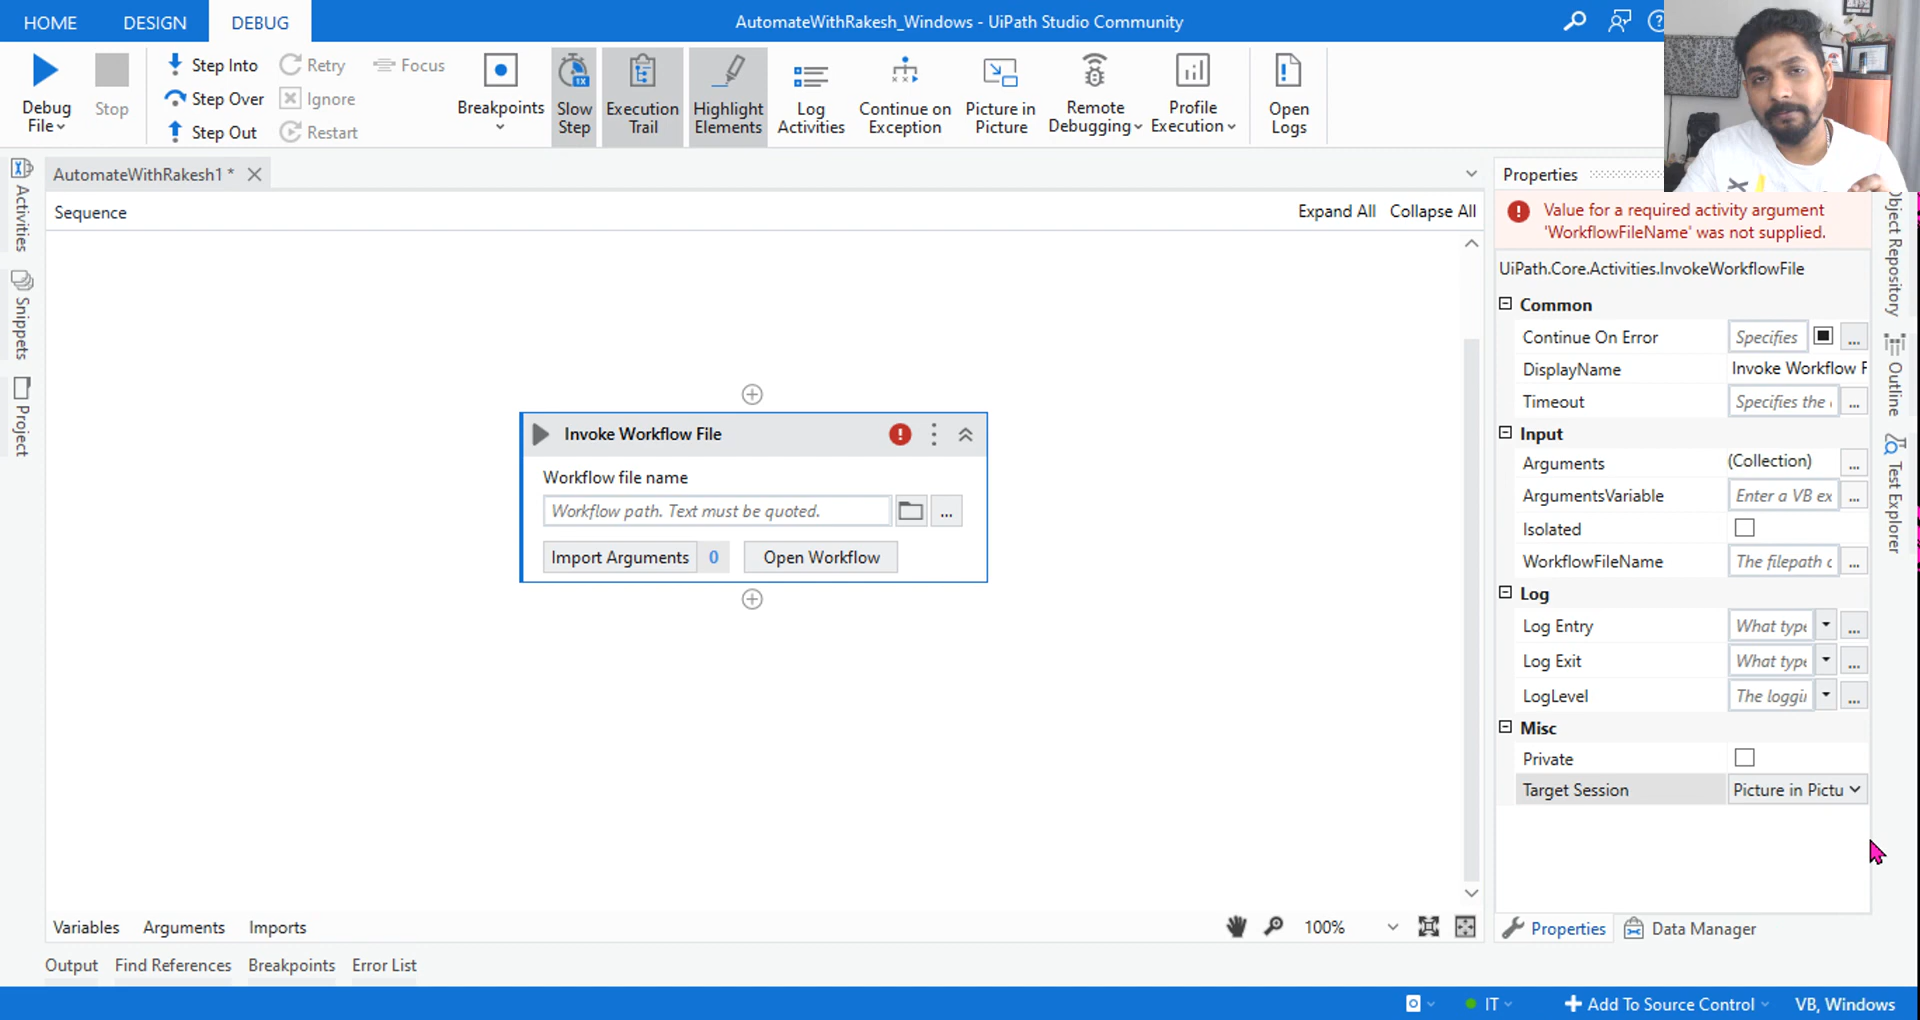 HOME
DESIGN
DEBUG
AutomateWithRakesh_Windows - UiPath Studio Community
Debug File
Stop
Step Into
Step Over
Step Out
Retry
Ignore
Restart
Focus
Breakpoints
Slow Step
1X
Execution Trail
Highlight Elements
Log Activities
Continue on Exception
Picture in Picture
Remote Debugging
Profile Execution
Open Logs
Activities
Snippets
Project
AutomateWithRakesh1 *
Sequence
Expand All
Collapse All
Invoke Workflow File
Workflow file name
Workflow path. Text must be quoted.
...
Import Arguments 0
Open Workflow
Variables
Arguments
Imports
100%
Output
Find References
Breakpoints
Error List
Properties
Value for a required activity argument
'WorkflowFileName' was not supplied.
UiPath.Core.Activities.InvokeWorkflowFile
Common
Continue On Error Specifies ...
DisplayName Invoke Workflow F
Timeout Specifies the ...
Input
Arguments (Collection) ...
ArgumentsVariable Enter a VB ex ...
Isolated
WorkflowFileName The filepath ...
Log
Log Entry What type ...
Log Exit What type ...
LogLevel The loggi ...
Misc
Private
Target Session Picture in Pictu
Properties
Data Manager
Object Repository
Outline
Test Explorer
IT
Add To Source Control
VB, Windows